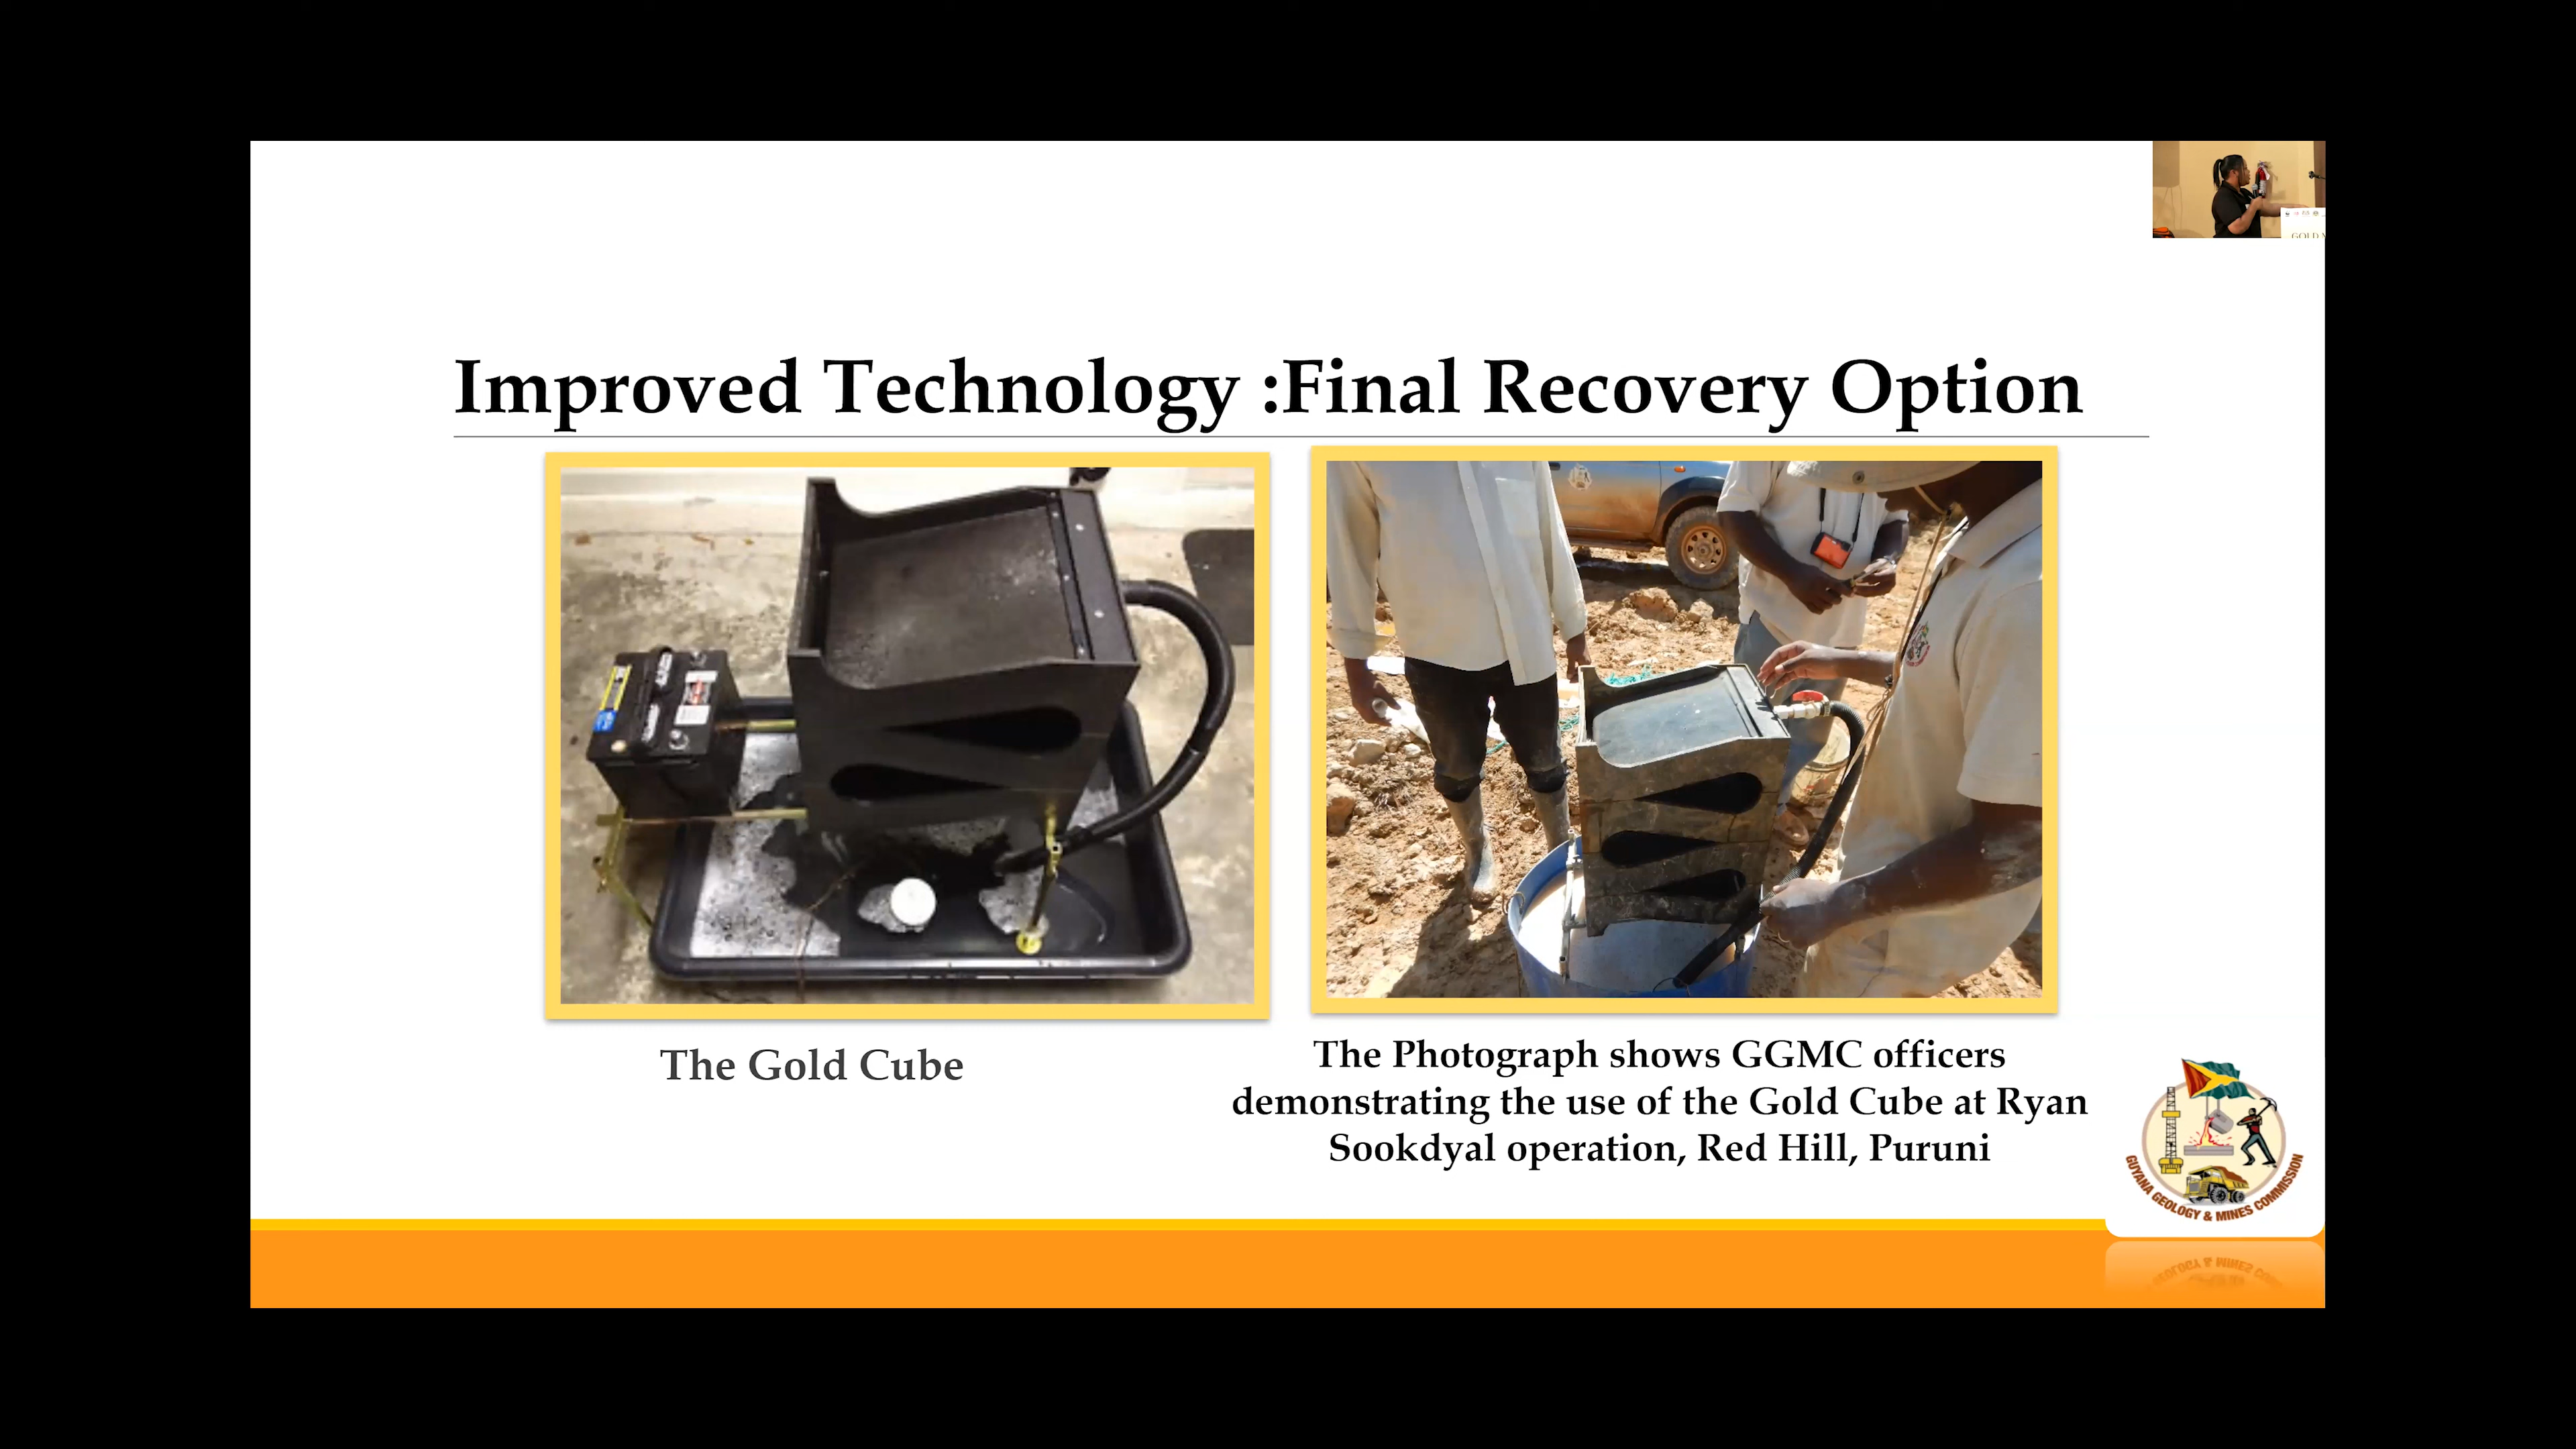 Improved Technology :Final Recovery Option
The Gold Cube
The Photograph shows GGMC officers
demonstrating the use of the Gold Cube at Ryan
Sookdyal operation, Red Hill, Puruni
GUYANA GEOLOGY & MINES COMMISSION
GOLD